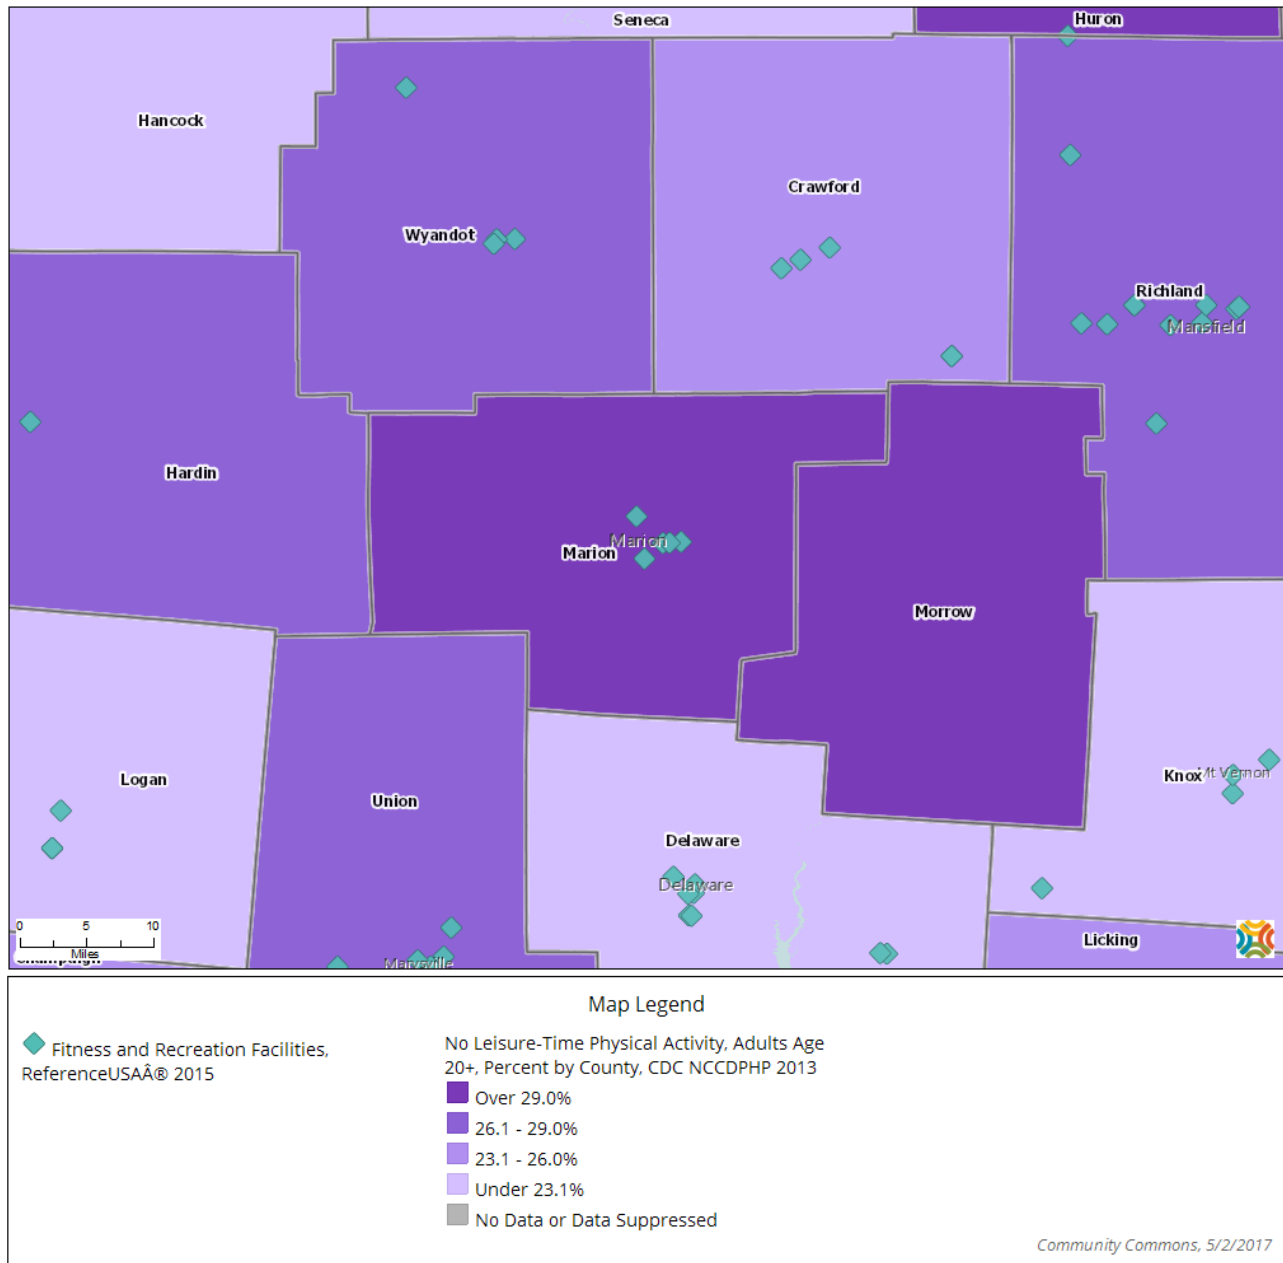 Seneca
Huron
Hancock
Crawford
Wyandot
Richland
Mansfield
Hardin
Marion
Marion
Morrow
Logan
Knox
Mt Vernon
Union
Delaware
Delaware
0 5 10
Miles
Licking
Champaign
Marysville
Map Legend
Fitness and Recreation Facilities,
ReferenceUSAÂ® 2015
No Leisure-Time Physical Activity, Adults Age
20+, Percent by County, CDC NCCDPHP 2013
Over 29.0%
26.1 - 29.0%
23.1 - 26.0%
Under 23.1%
No Data or Data Suppressed
Community Commons, 5/2/2017